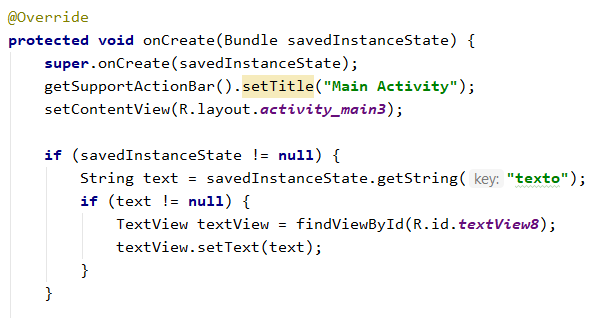 @Override
protected void onCreate(Bundle savedInstanceState) {
    super.onCreate(savedInstanceState);
    getSupportActionBar().setTitle("Main Activity");
    setContentView(R.layout.activity_main3);

    if (savedInstanceState != null) {
        String text = savedInstanceState.getString( key: "texto");
        if (text != null) {
            TextView textView = findViewById(R.id.textView8);
            textView.setText(text);
        }
    }